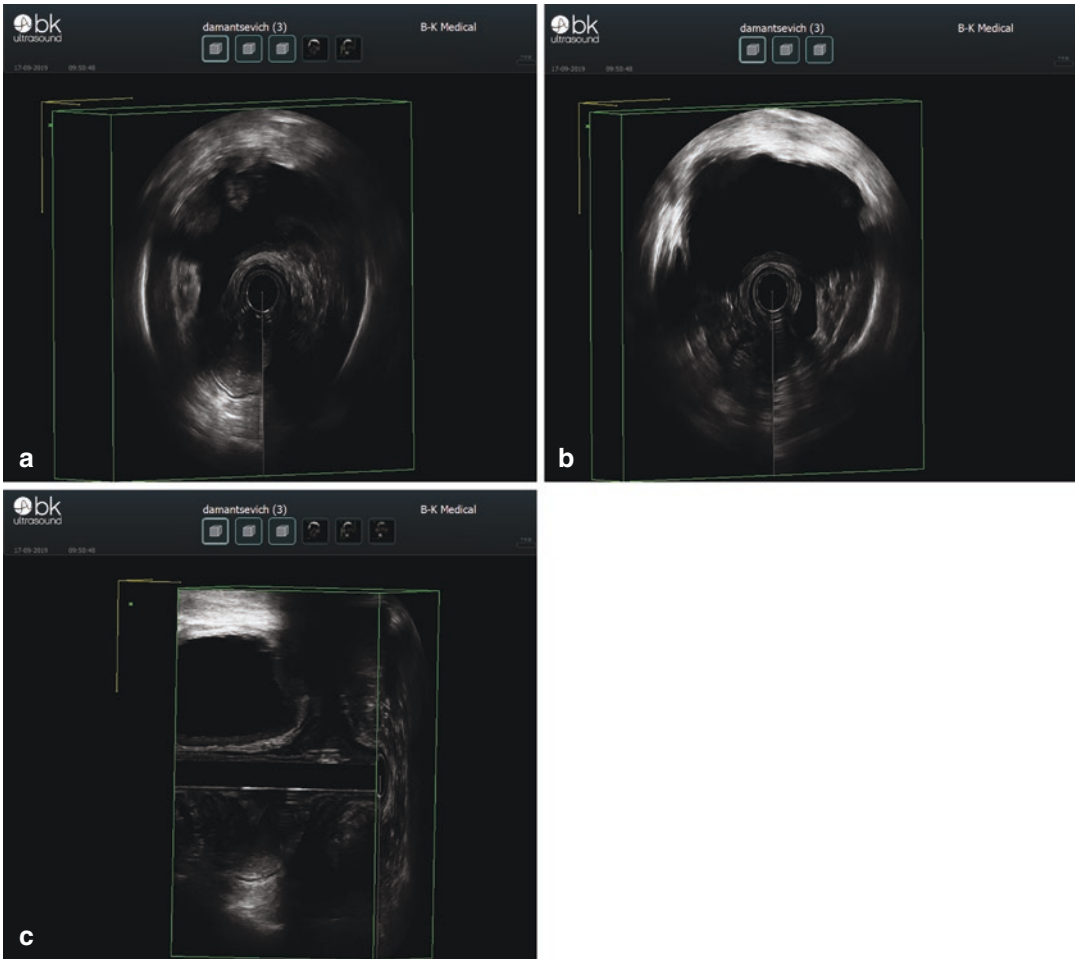 bk
ultrasound
damantsevich (3)
B-K Medical
17-09-2019 09:50:48
a
bk
ultrasound
damantsevich (3)
B-K Medical
17-09-2019 09:50:48
b
bk
ultrasound
damantsevich (3)
B-K Medical
17-09-2019 09:50:48
c